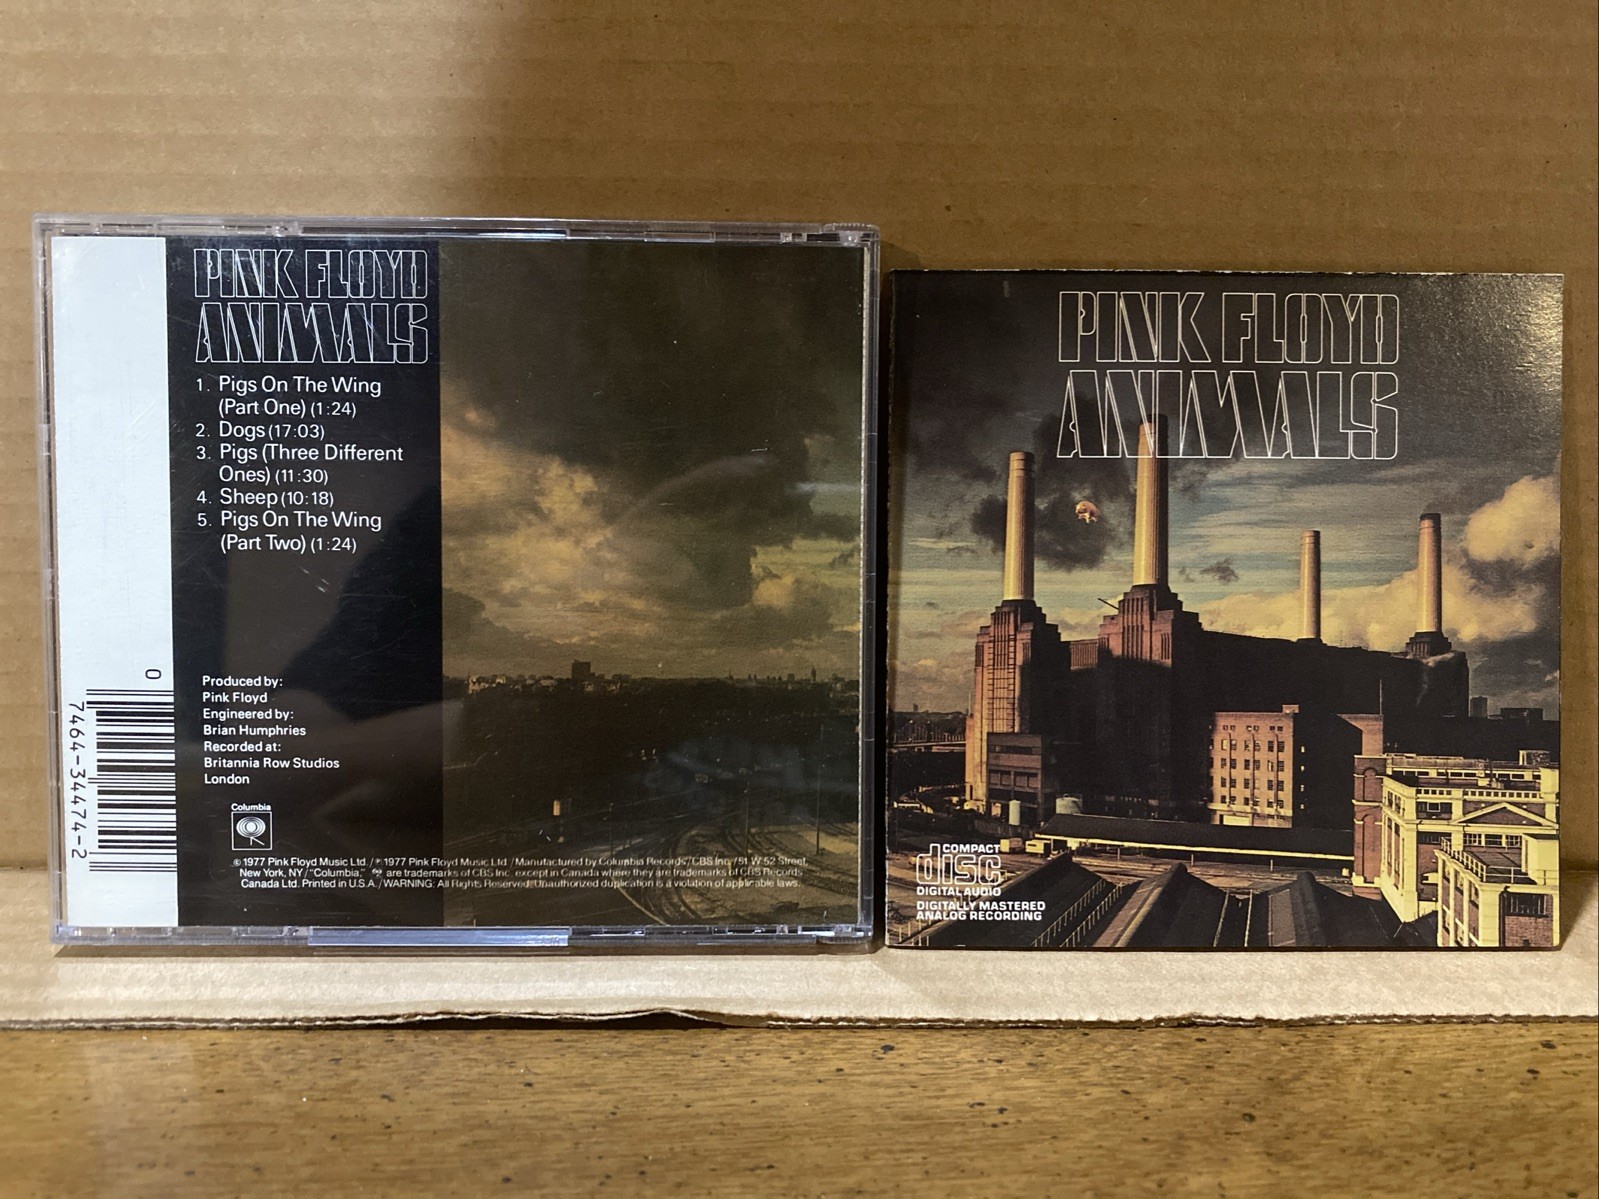 PINK FLOYD
ANIMALS
1. Pigs On The Wing
(Part One) (1:24)
2. Dogs (17:03)
3. Pigs (Three Different
Ones) (11:30)
4. Sheep (10:18)
5. Pigs On The Wing
(Part Two) (1:24)
Produced by:
Pink Floyd
Engineered by:
Brian Humphries
Recorded at:
Britannia Row Studios
London
Columbia
© 1977 Pink Floyd Music Ltd./℗ 1977 Pink Floyd Music Ltd./Manufactured by Columbia Records/CBS Inc./51 W. 52 Street,
New York, NY/"Columbia," are trademarks of CBS Inc. except in Canada where they are trademarks of CBS Records
Canada Ltd. Printed in U.S.A./WARNING: All Rights Reserved. Unauthorized duplication is a violation of applicable laws.
0
7464-34474-2
PINK FLOYD
ANIMALS
COMPACT
disc
DIGITAL AUDIO
DIGITALLY MASTERED
ANALOG RECORDING